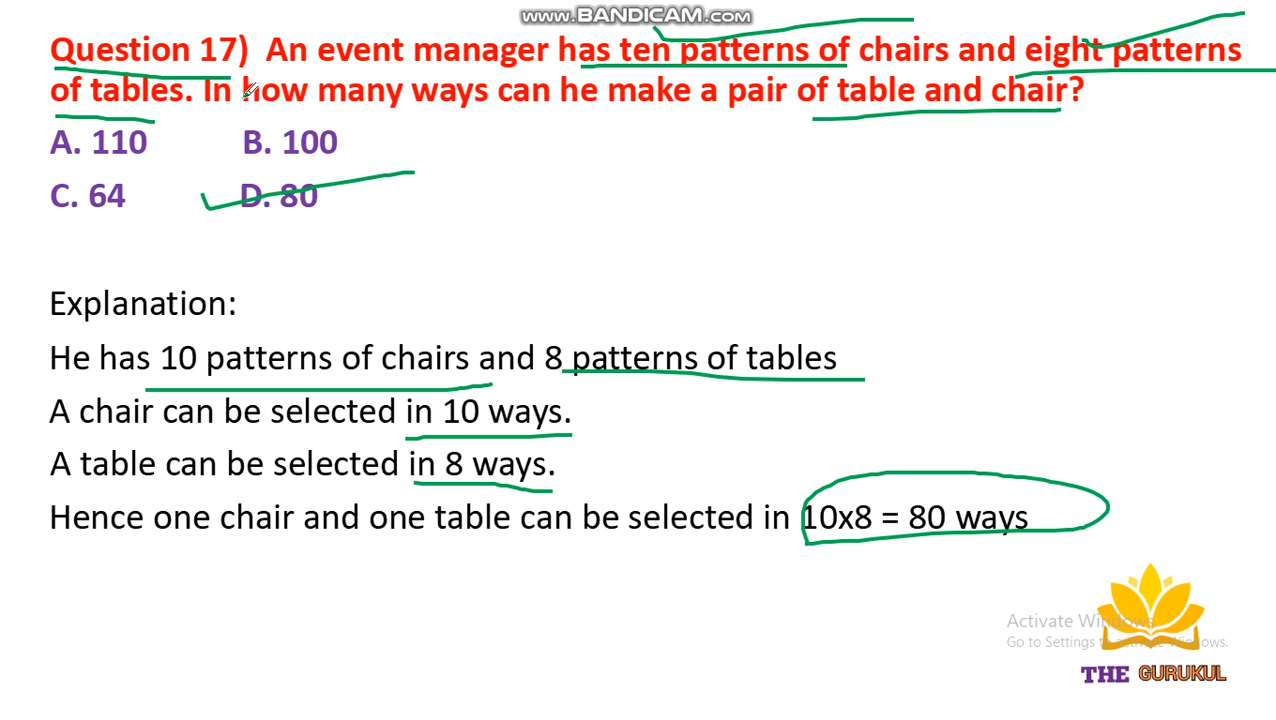 www.BANDICAM.com
Question 17) An event manager has ten patterns of chairs and eight patterns
of tables. In how many ways can he make a pair of table and chair?
A. 110 B. 100
C. 64 D. 80
Explanation:
He has 10 patterns of chairs and 8 patterns of tables
A chair can be selected in 10 ways.
A table can be selected in 8 ways.
Hence one chair and one table can be selected in 10x8 = 80 ways
Activate Windows
Go to Settings to activate Windows.
THE GURUKUL